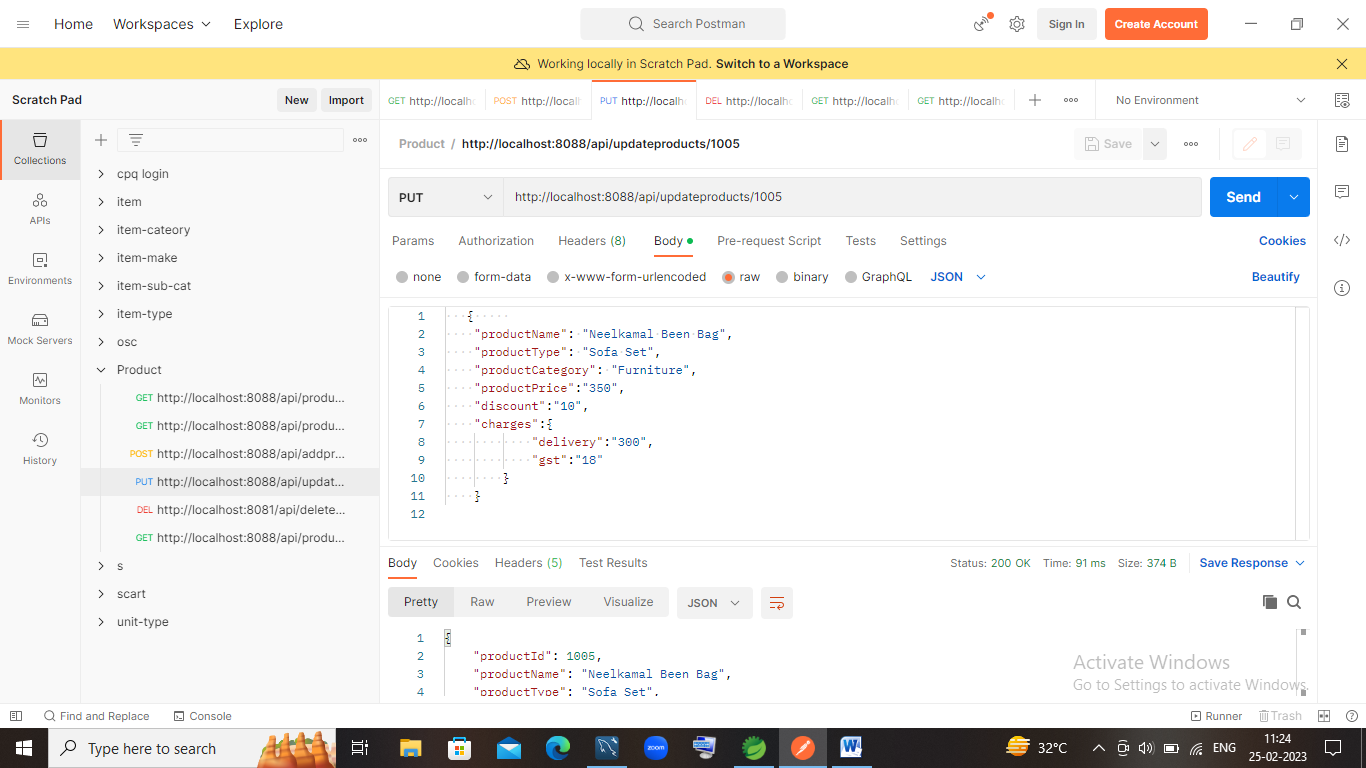 Home Workspaces Explore Search Postman Sign In Create Account
Working locally in Scratch Pad. Switch to a Workspace
Scratch Pad New Import GET http://localh POST http://local PUT http://localh DEL http://localh GET http://localh GET http://localh No Environment
Product / http://localhost:8088/api/updateproducts/1005 Save
Collections
APIs
Environments
Mock Servers
Monitors
History
cpq login
item
item-cateory
item-make
item-sub-cat
item-type
osc
Product
GET http://localhost:8088/api/produ...
GET http://localhost:8088/api/produ...
POST http://localhost:8088/api/addpr...
PUT http://localhost:8088/api/updat...
DEL http://localhost:8081/api/delete...
GET http://localhost:8088/api/produ...
s
scart
unit-type
PUT http://localhost:8088/api/updateproducts/1005 Send
Params Authorization Headers (8) Body Pre-request Script Tests Settings Cookies
none form-data x-www-form-urlencoded raw binary GraphQL JSON Beautify
1 {
2 "productName": "Neelkamal Been Bag",
3 "productType": "Sofa Set",
4 "productCategory": "Furniture",
5 "productPrice":"350",
6 "discount":"10",
7 "charges":{
8 "delivery":"300",
9 "gst":"18"
10 }
11 }
12
Body Cookies Headers (5) Test Results Status: 200 OK Time: 91 ms Size: 374 B Save Response
Pretty Raw Preview Visualize JSON
1 {
2 "productId": 1005,
3 "productName": "Neelkamal Been Bag",
4 "productType": "Sofa Set",
Activate Windows
Go to Settings to activate Windows.
Find and Replace Console Runner Trash
Type here to search zoom W 32°C ENG 11:24
25-02-2023